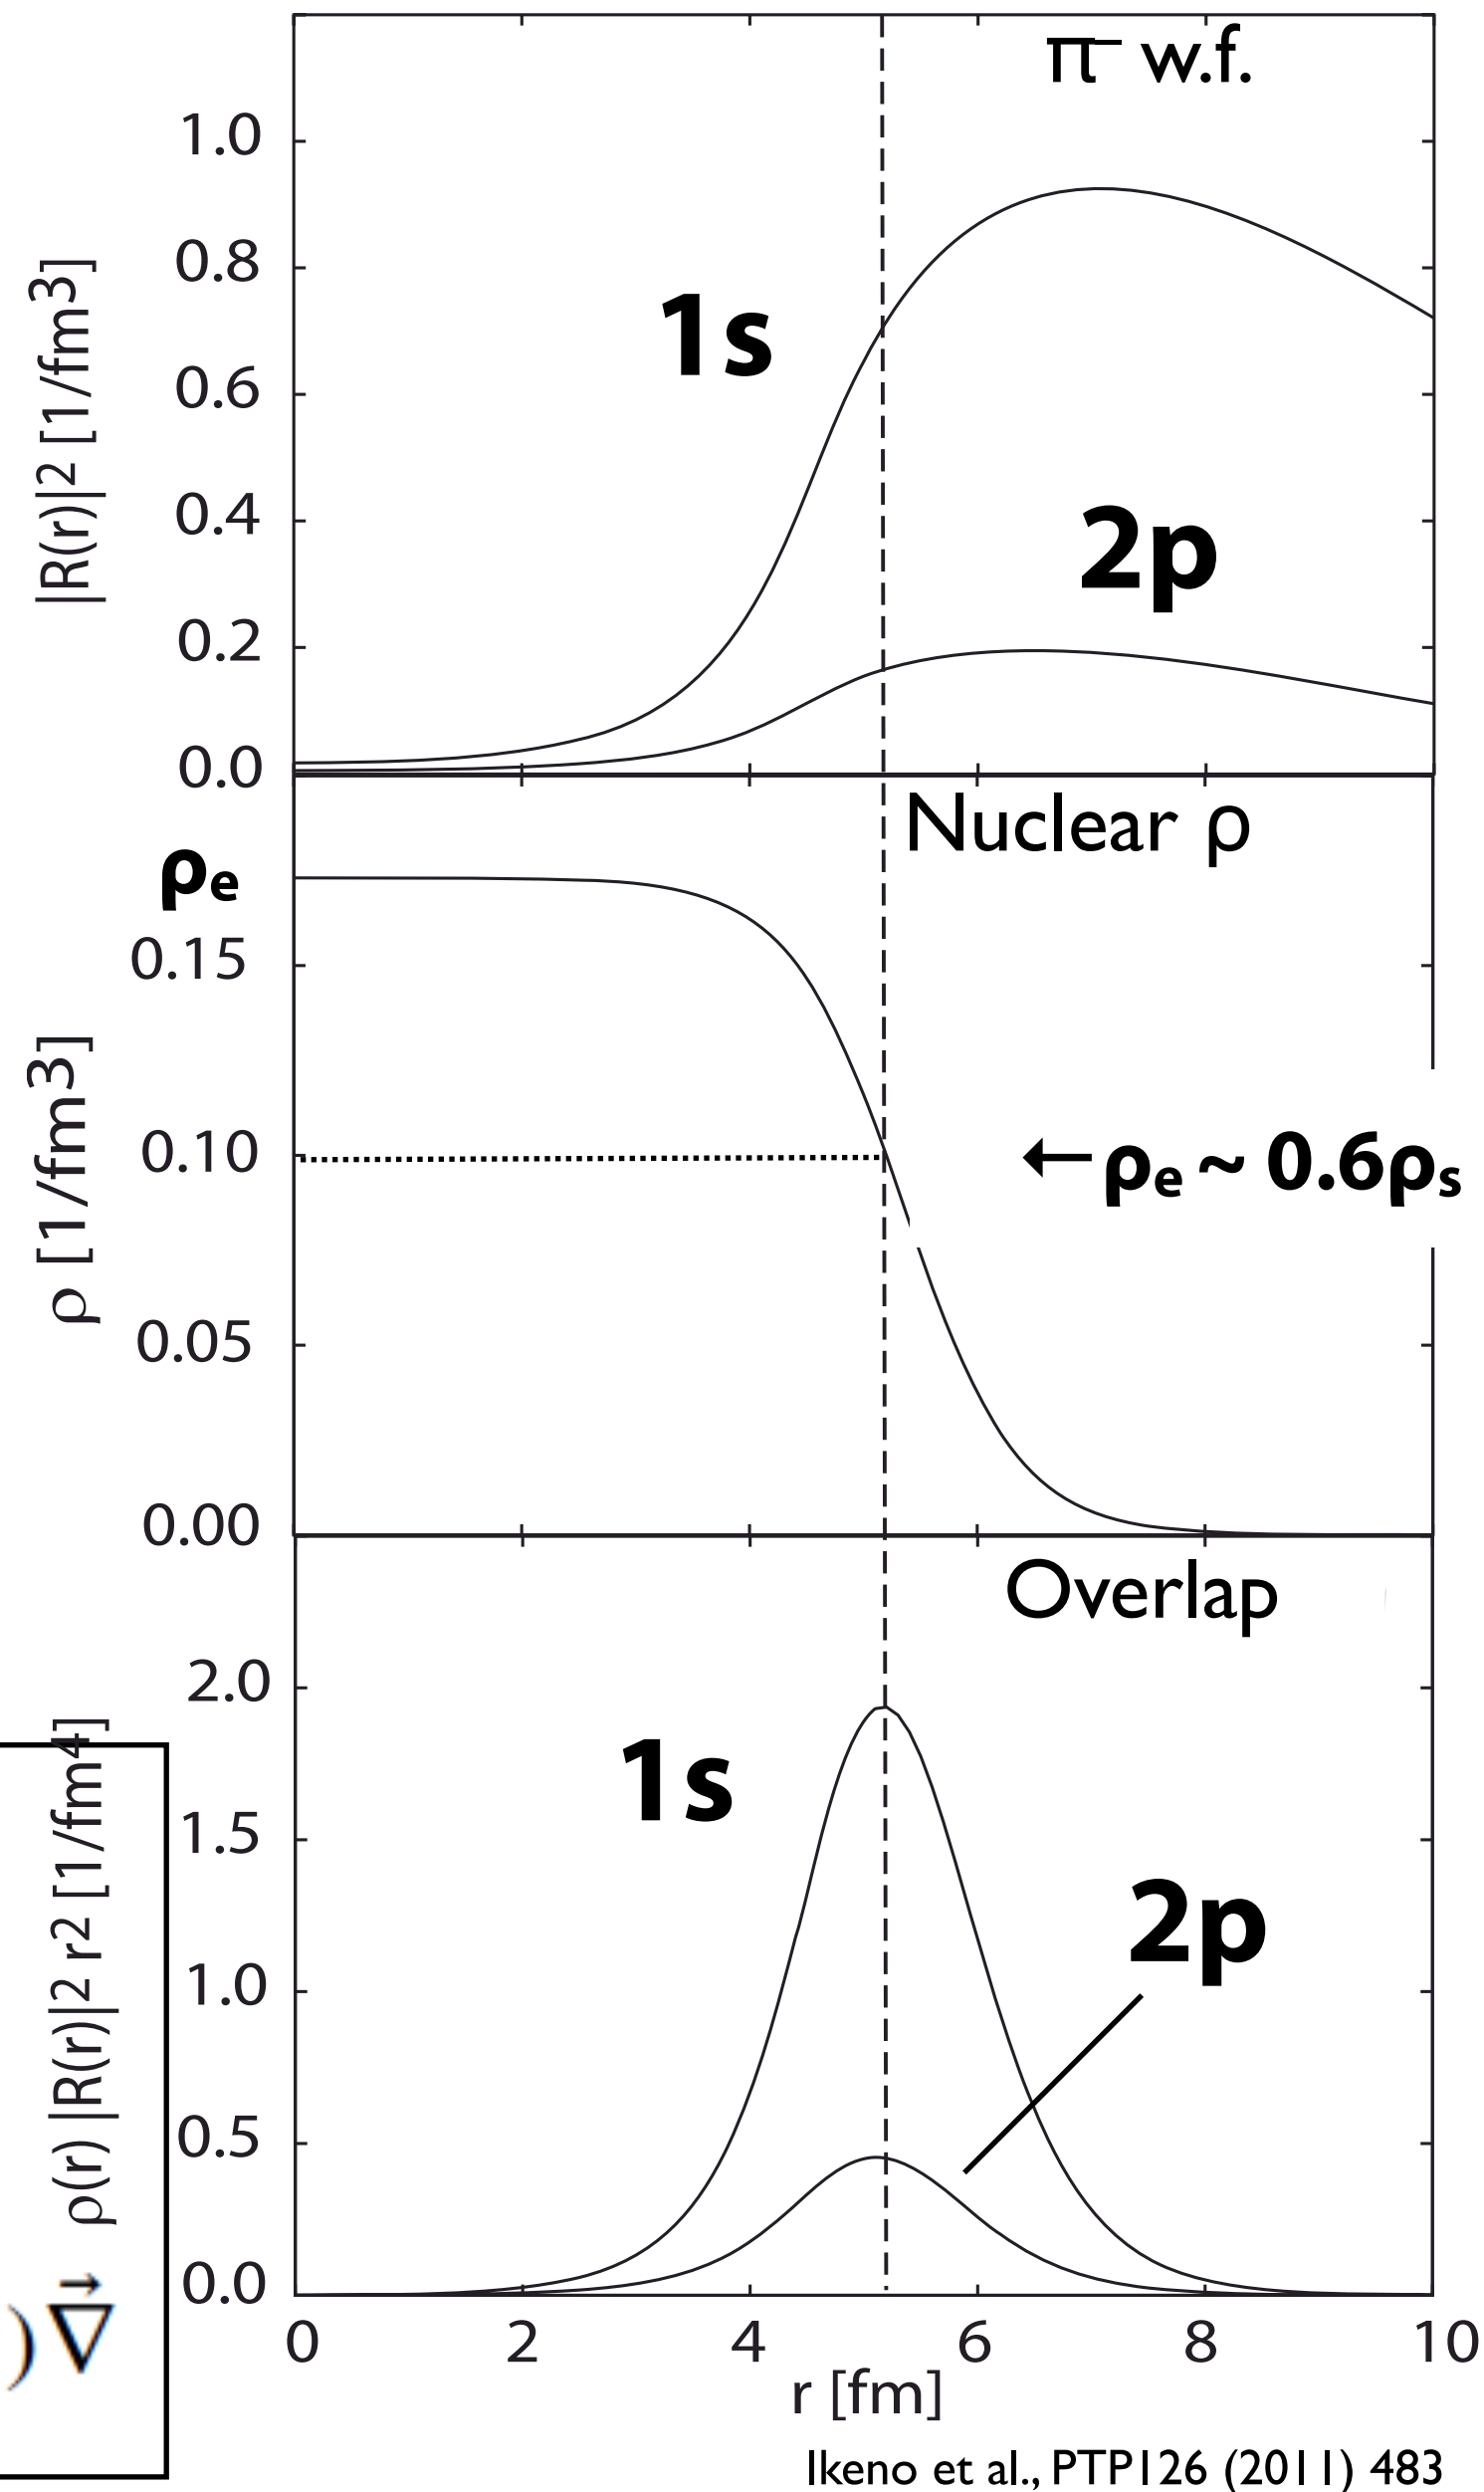 π⁻ w.f.
1.0
0.8
0.6
0.4
0.2
0.0
|R(r)|² [1/fm³]
1s
2p
Nuclear ρ
ρₑ
0.15
0.10
0.05
0.00
ρ [1/fm³]
←ρₑ ~ 0.6ρₛ
Overlap
2.0
1.5
1.0
0.5
0.0
ρ(r) |R(r)|² r² [1/fm⁴]
1s
2p
)∇⃗
0 2 4 6 8 10
r [fm]
Ikeno et al., PTP126 (2011) 483